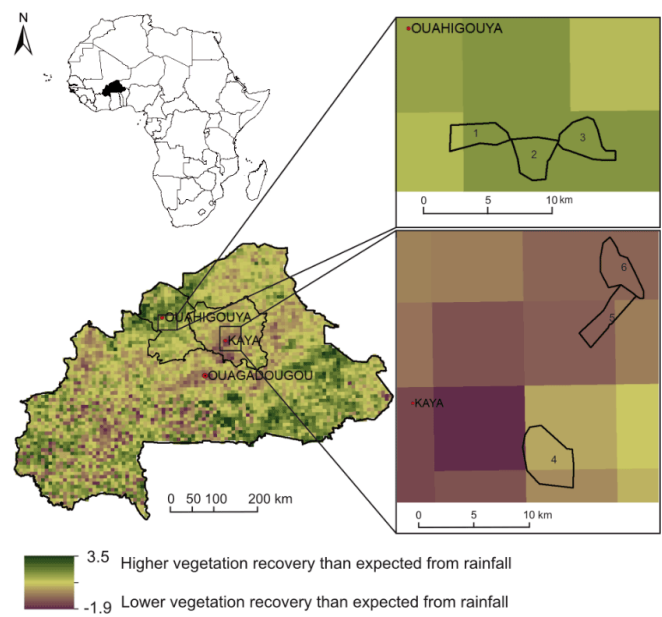 N
OUAHIGOUYA
1
2
3
0 5 10 km
OUAHIGOUYA
KAYA
OUAGADOUGOU
0 50 100 200 km
6
5
KAYA
4
0 5 10 km
3.5 Higher vegetation recovery than expected from rainfall
-1.9 Lower vegetation recovery than expected from rainfall